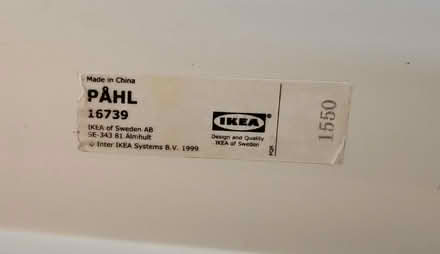 Made in China
PÅHL
16739
IKEA of Sweden AB
SE-343 81 Älmhult
© Inter IKEA Systems B.V. 1999
IKEA
Design and Quality
IKEA of Sweden
PQR
1550